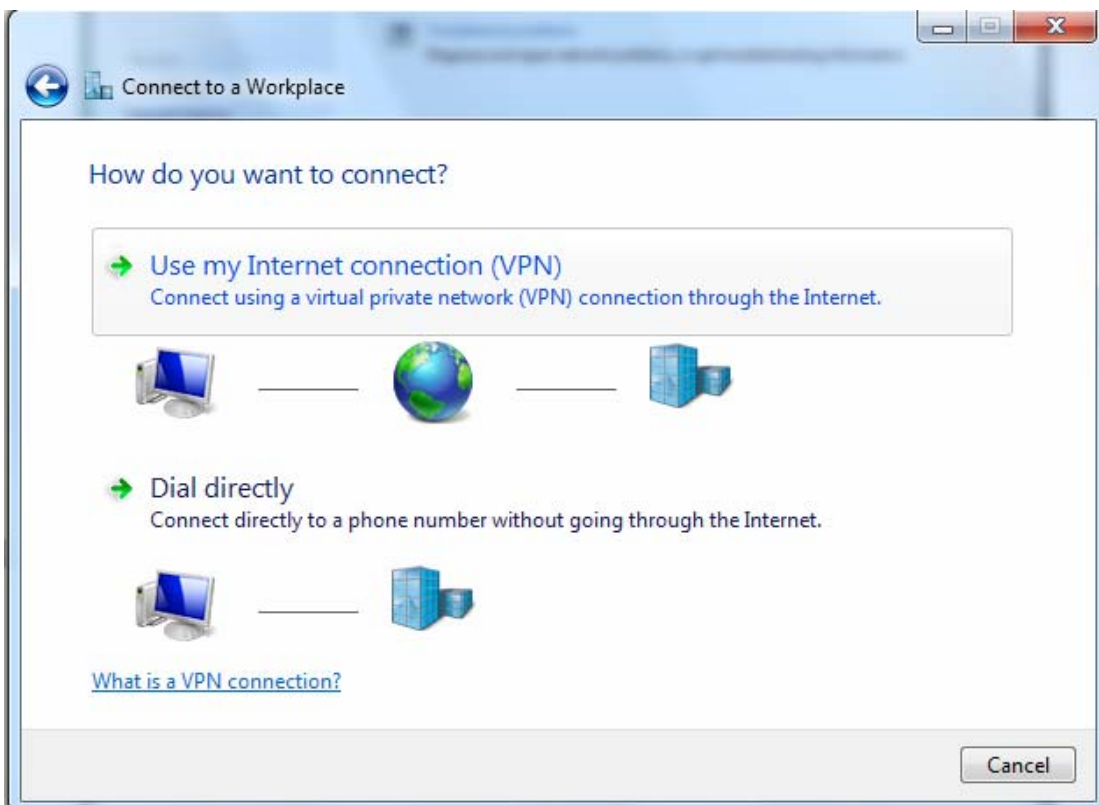 Connect to a Workplace
How do you want to connect?
Use my Internet connection (VPN)
Connect using a virtual private network (VPN) connection through the Internet.
Dial directly
Connect directly to a phone number without going through the Internet.
What is a VPN connection?
Cancel